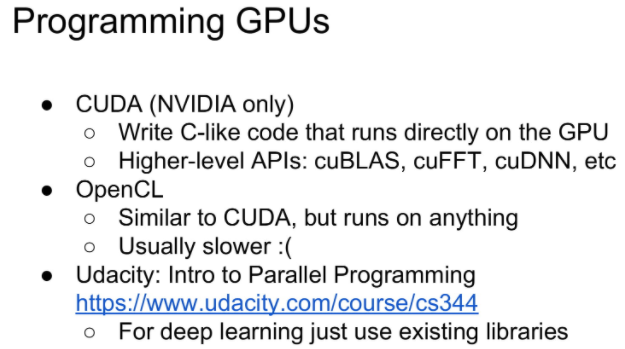 Programming GPUs
● CUDA (NVIDIA only)
○ Write C-like code that runs directly on the GPU
○ Higher-level APIs: cuBLAS, cuFFT, cuDNN, etc
● OpenCL
○ Similar to CUDA, but runs on anything
○ Usually slower :(
● Udacity: Intro to Parallel Programming
https://www.udacity.com/course/cs344
○ For deep learning just use existing libraries